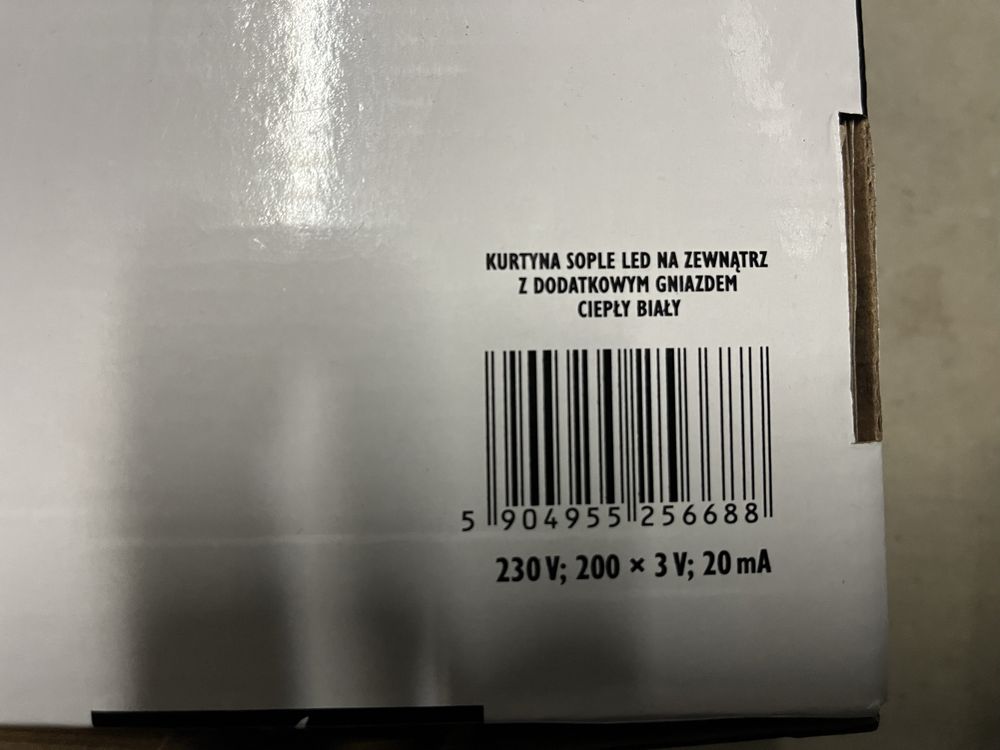 KURTYNA SOPLE LED NA ZEWNĄTRZ
Z DODATKOWYM GNIAZDEM
CIEPŁY BIAŁY
5 904955 256688
230 V; 200 × 3 V; 20 mA